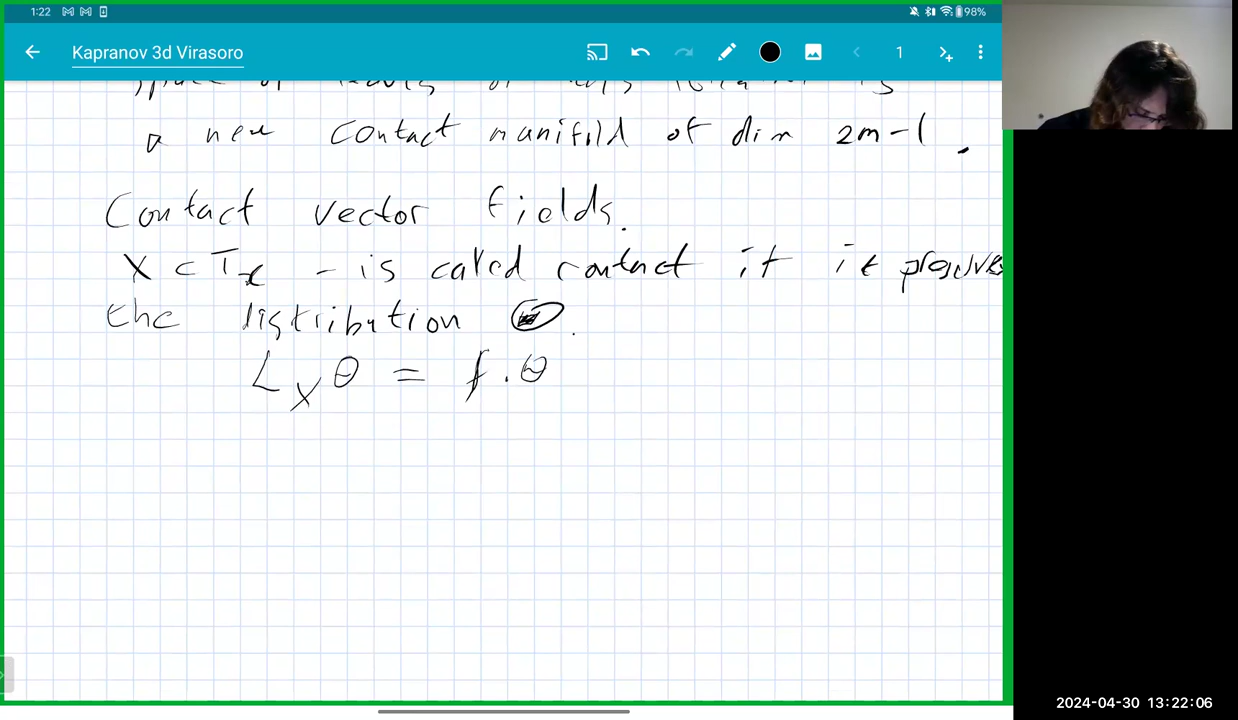 1:22 98%
Kapranov 3d Virasoro 1
a new contact manifold of dim 2m-1.
Contact vector fields.
X ⊂ T_x - is called contact if it preserves
the distribution
L_X θ = f.θ
2024-04-30 13:22:06